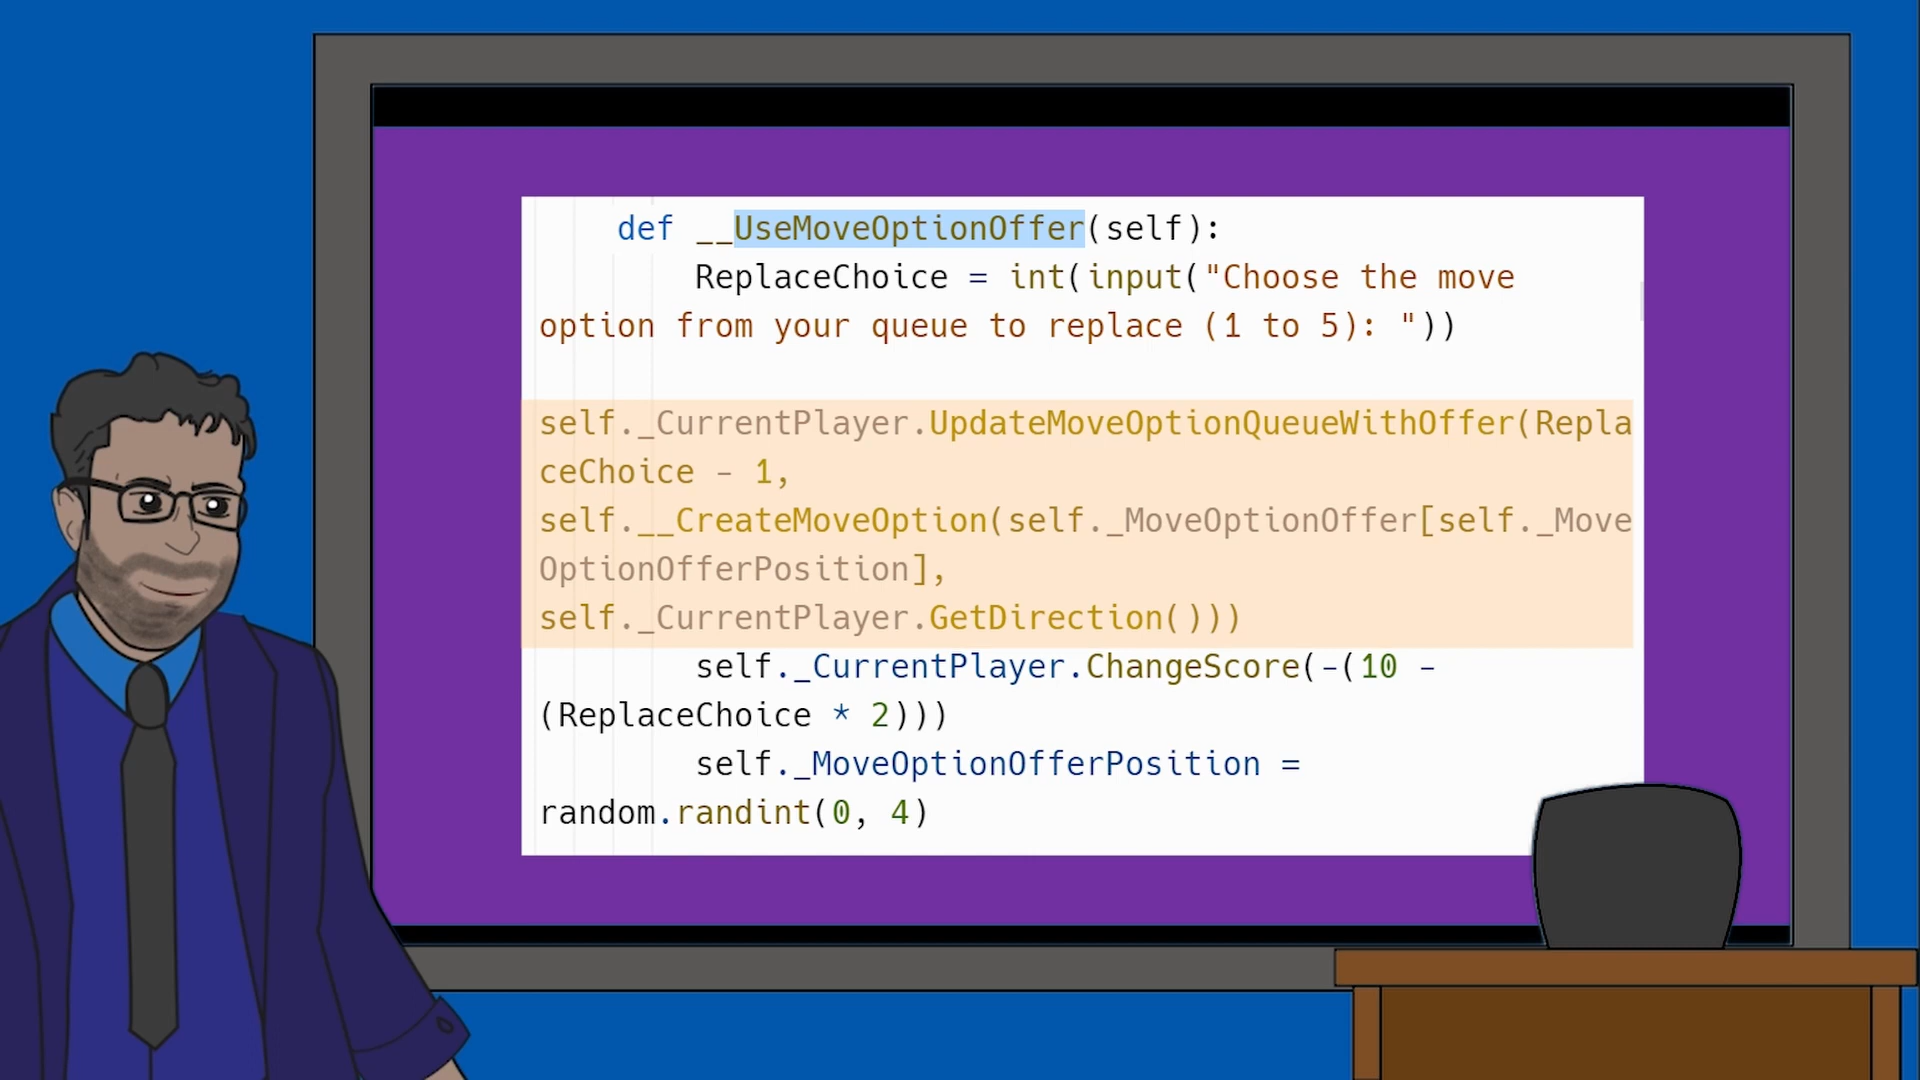 def __UseMoveOptionOffer(self):
ReplaceChoice = int(input("Choose the move
option from your queue to replace (1 to 5): "))
self._CurrentPlayer.UpdateMoveOptionQueueWithOffer(Repla
ceChoice - 1,
self.__CreateMoveOption(self._MoveOptionOffer[self._Move
OptionOfferPosition],
self._CurrentPlayer.GetDirection()))
self._CurrentPlayer.ChangeScore(-(10 -
(ReplaceChoice * 2)))
self._MoveOptionOfferPosition =
random.randint(0, 4)